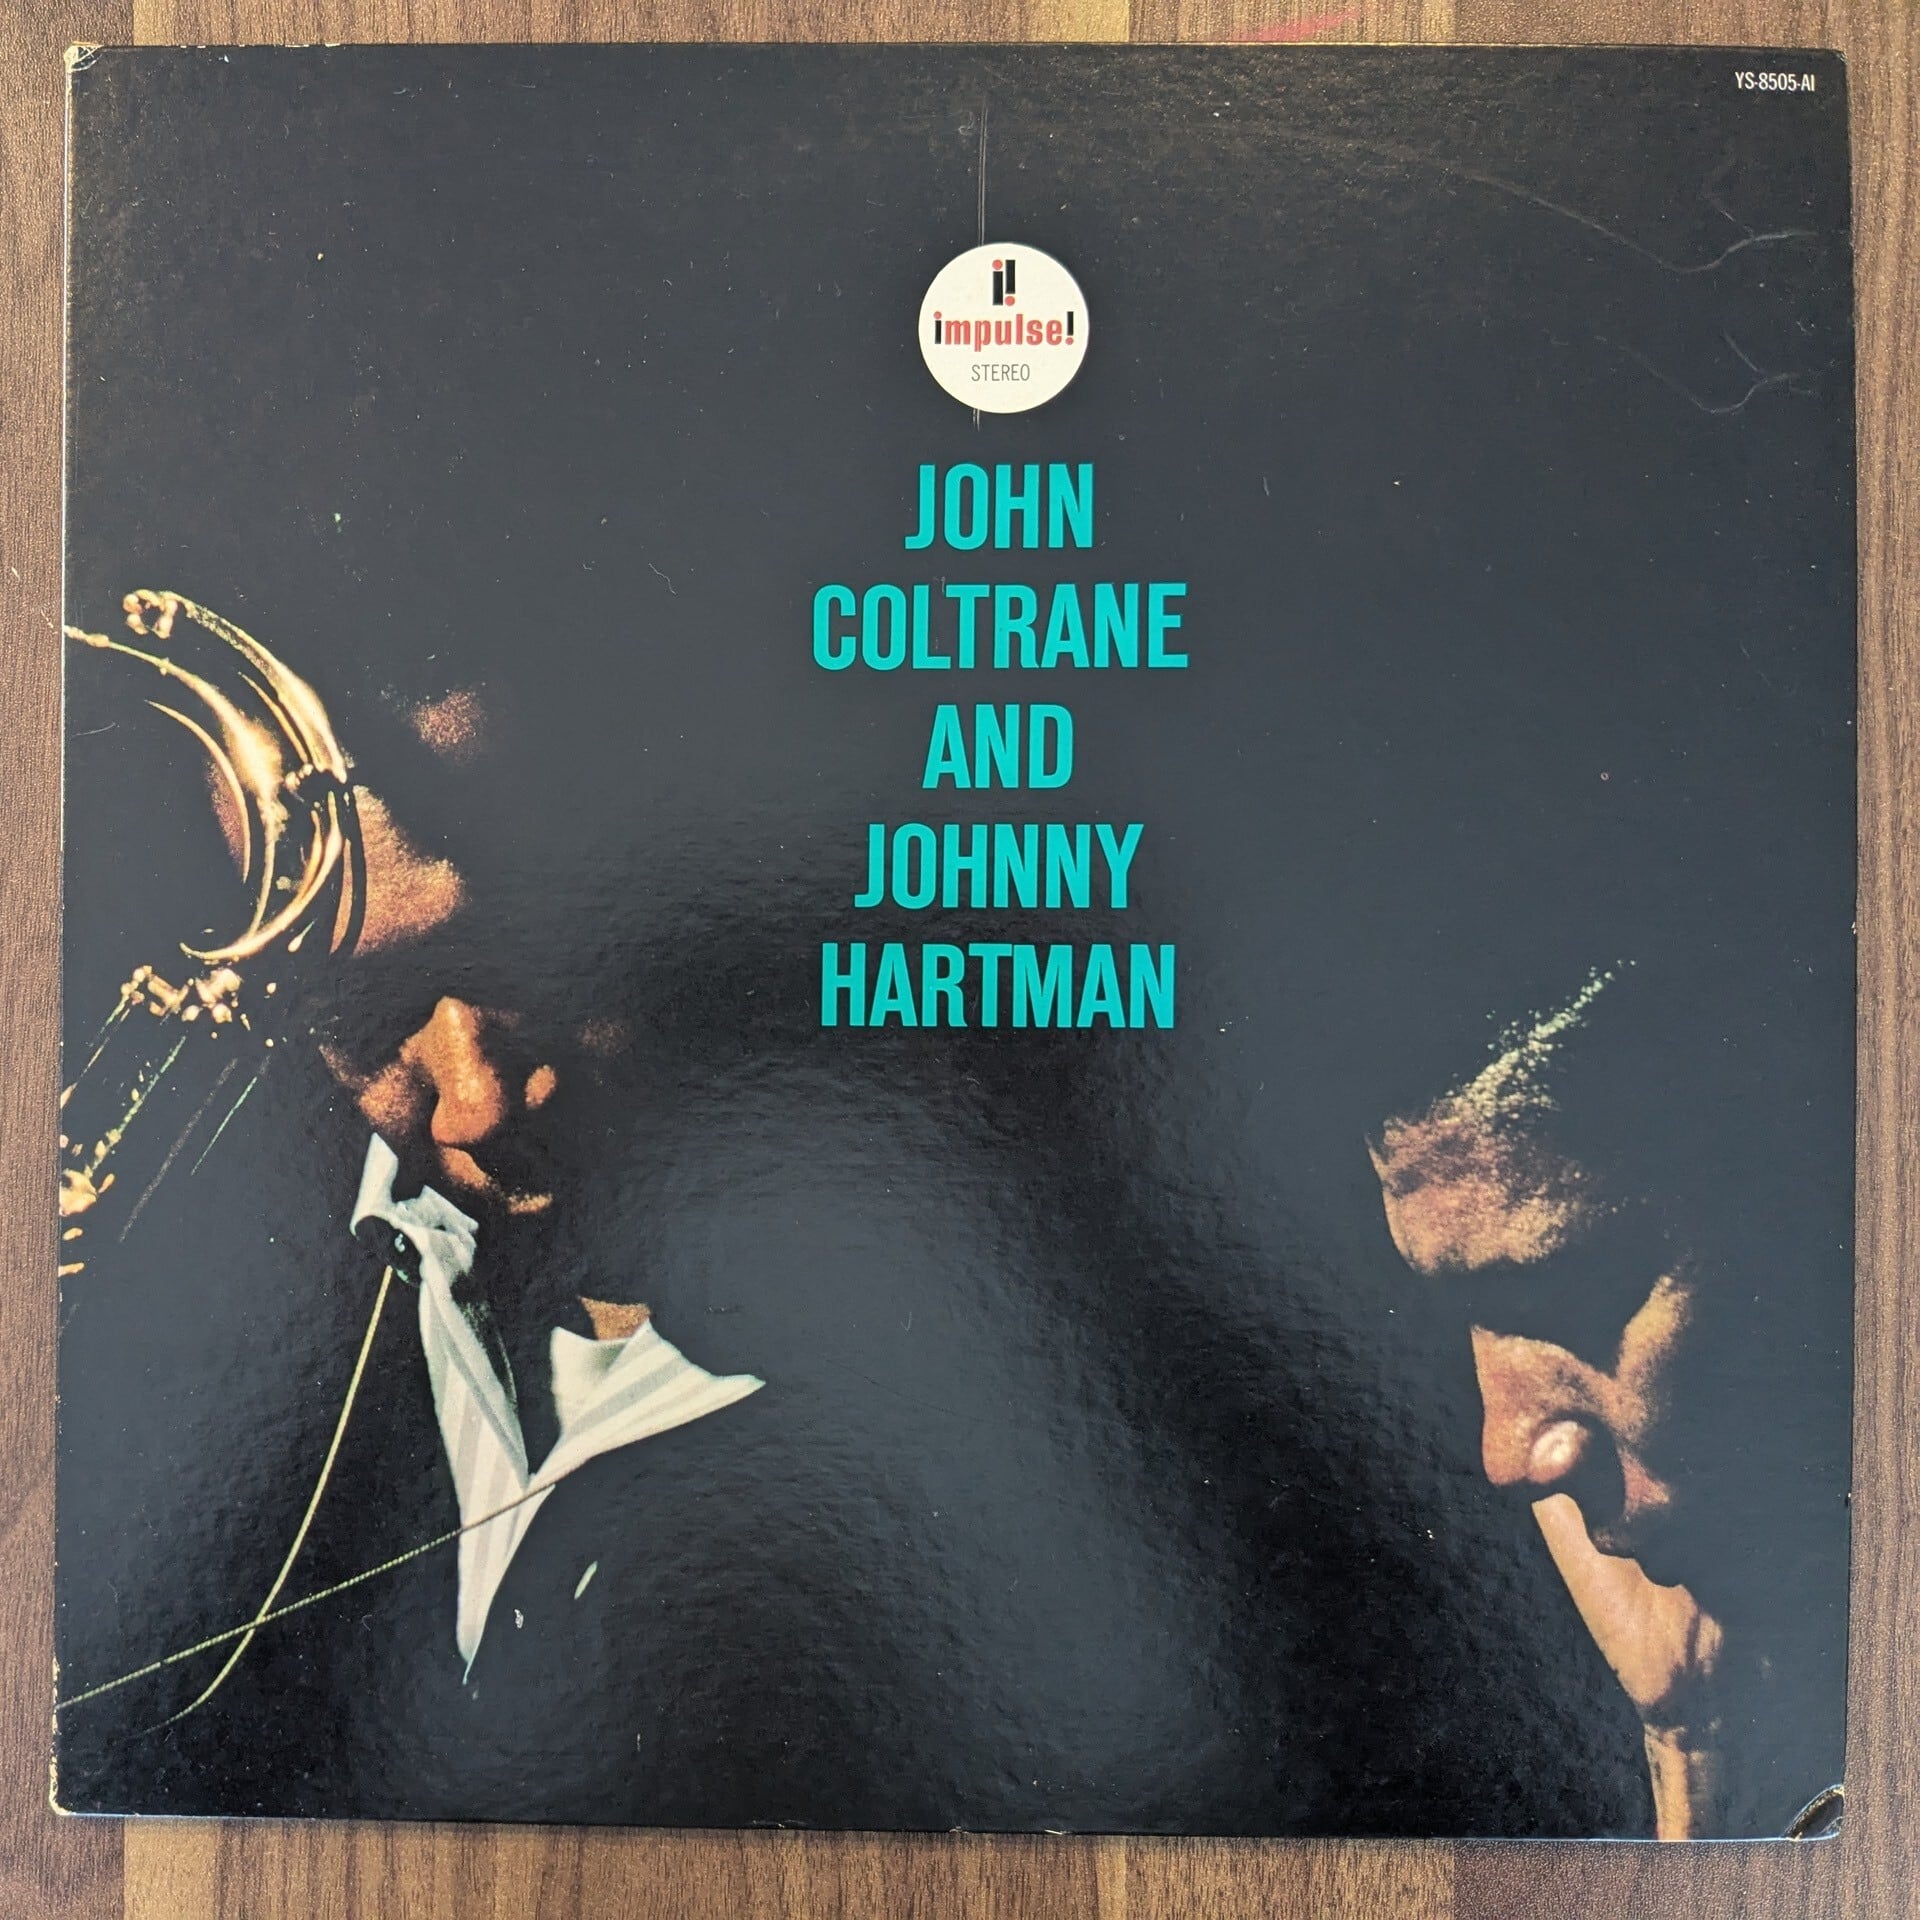 YS-8505-AI
i!
impulse!
STEREO
JOHN
COLTRANE
AND
JOHNNY
HARTMAN